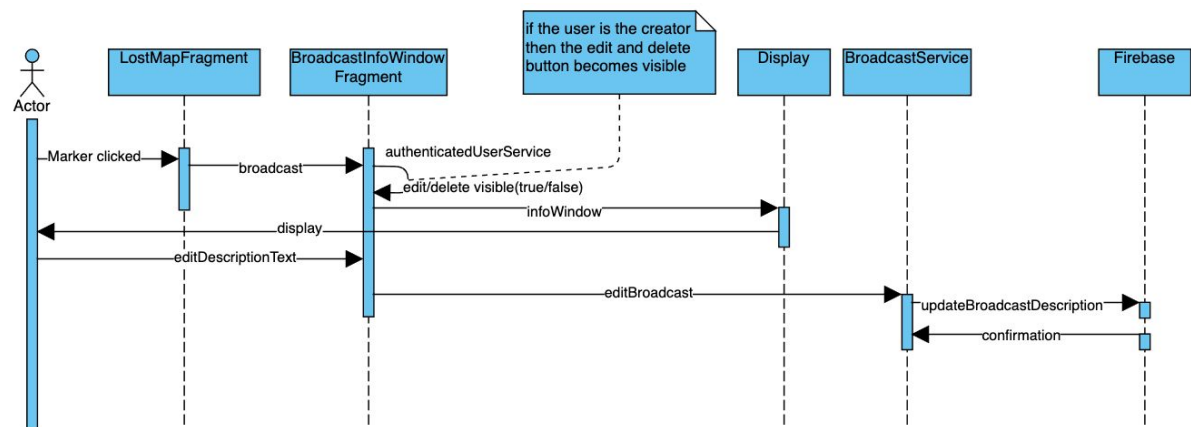 if the user is the creator
then the edit and delete
button becomes visible
Actor
LostMapFragment
BroadcastInfoWindow
Fragment
Display
BroadcastService
Firebase
Marker clicked
broadcast
authenticatedUserService
edit/delete visible(true/false)
infoWindow
display
editDescriptionText
editBroadcast
updateBroadcastDescription
confirmation